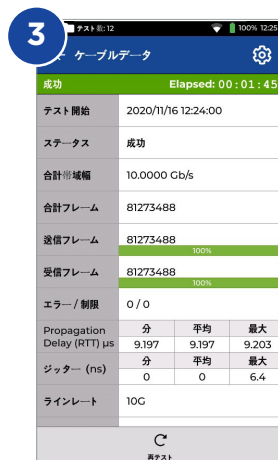 3
テスト数: 12
100% 12:25
ケーブルデータ
成功 Elapsed: 00:01:45
テスト開始 2020/11/16 12:24:00
ステータス 成功
合計帯域幅 10.0000 Gb/s
合計フレーム 81273488
送信フレーム 81273488
100%
受信フレーム 81273488
100%
エラー / 制限 0 / 0
Propagation Delay (RTT) µs
分 平均 最大
9.197 9.197 9.203
ジッター (ns)
分 平均 最大
0 0 6.4
ラインレート 10G
再テスト